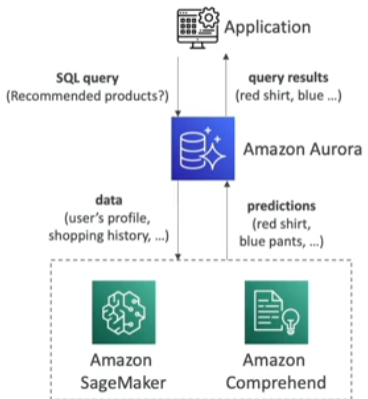 Application
SQL query
(Recommended products?)
query results
(red shirt, blue ...)
Amazon Aurora
data
(user's profile,
shopping history, ...)
predictions
(red shirt,
blue pants, ...)
Amazon
SageMaker
Amazon
Comprehend